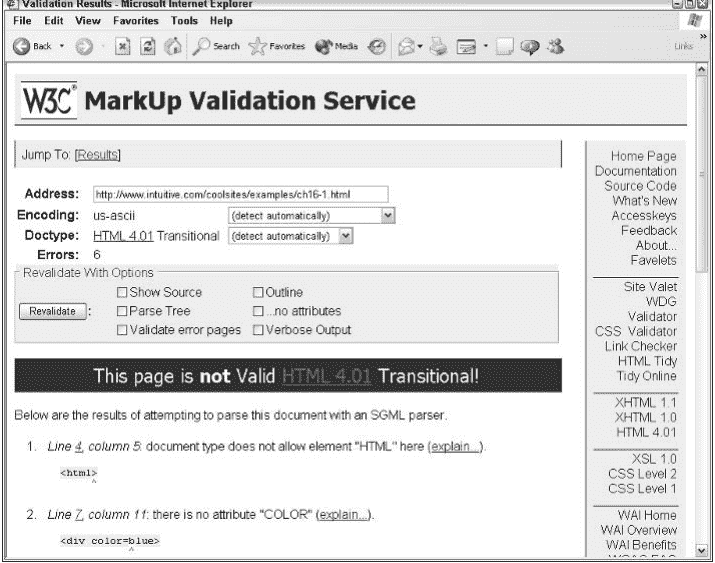 Validation Results - Microsoft Internet Explorer
File Edit View Favorites Tools Help
Back Search Favorites Media Links
W3C® MarkUp Validation Service
Jump To: [Results]
Address: http://www.intuitive.com/coolsites/examples/ch16-1.html
Encoding: us-ascii (detect automatically)
Doctype: HTML 4.01 Transitional (detect automatically)
Errors: 6
Revalidate With Options
Show Source Outline
Revalidate : Parse Tree ...no attributes
Validate error pages Verbose Output
This page is not Valid HTML 4.01 Transitional!
Below are the results of attempting to parse this document with an SGML parser.
1. Line 4, column 5: document type does not allow element "HTML" here (explain...).
<html>
^
2. Line 7, column 11: there is no attribute "COLOR" (explain...).
<div color=blue>
^
Home Page
Documentation
Source Code
What's New
Accesskeys
Feedback
About...
Favelets
Site Valet
WDG
Validator
CSS Validator
Link Checker
HTML Tidy
Tidy Online
XHTML 1.1
XHTML 1.0
HTML 4.01
XSL 1.0
CSS Level 2
CSS Level 1
WAI Home
WAI Overview
WAI Benefits